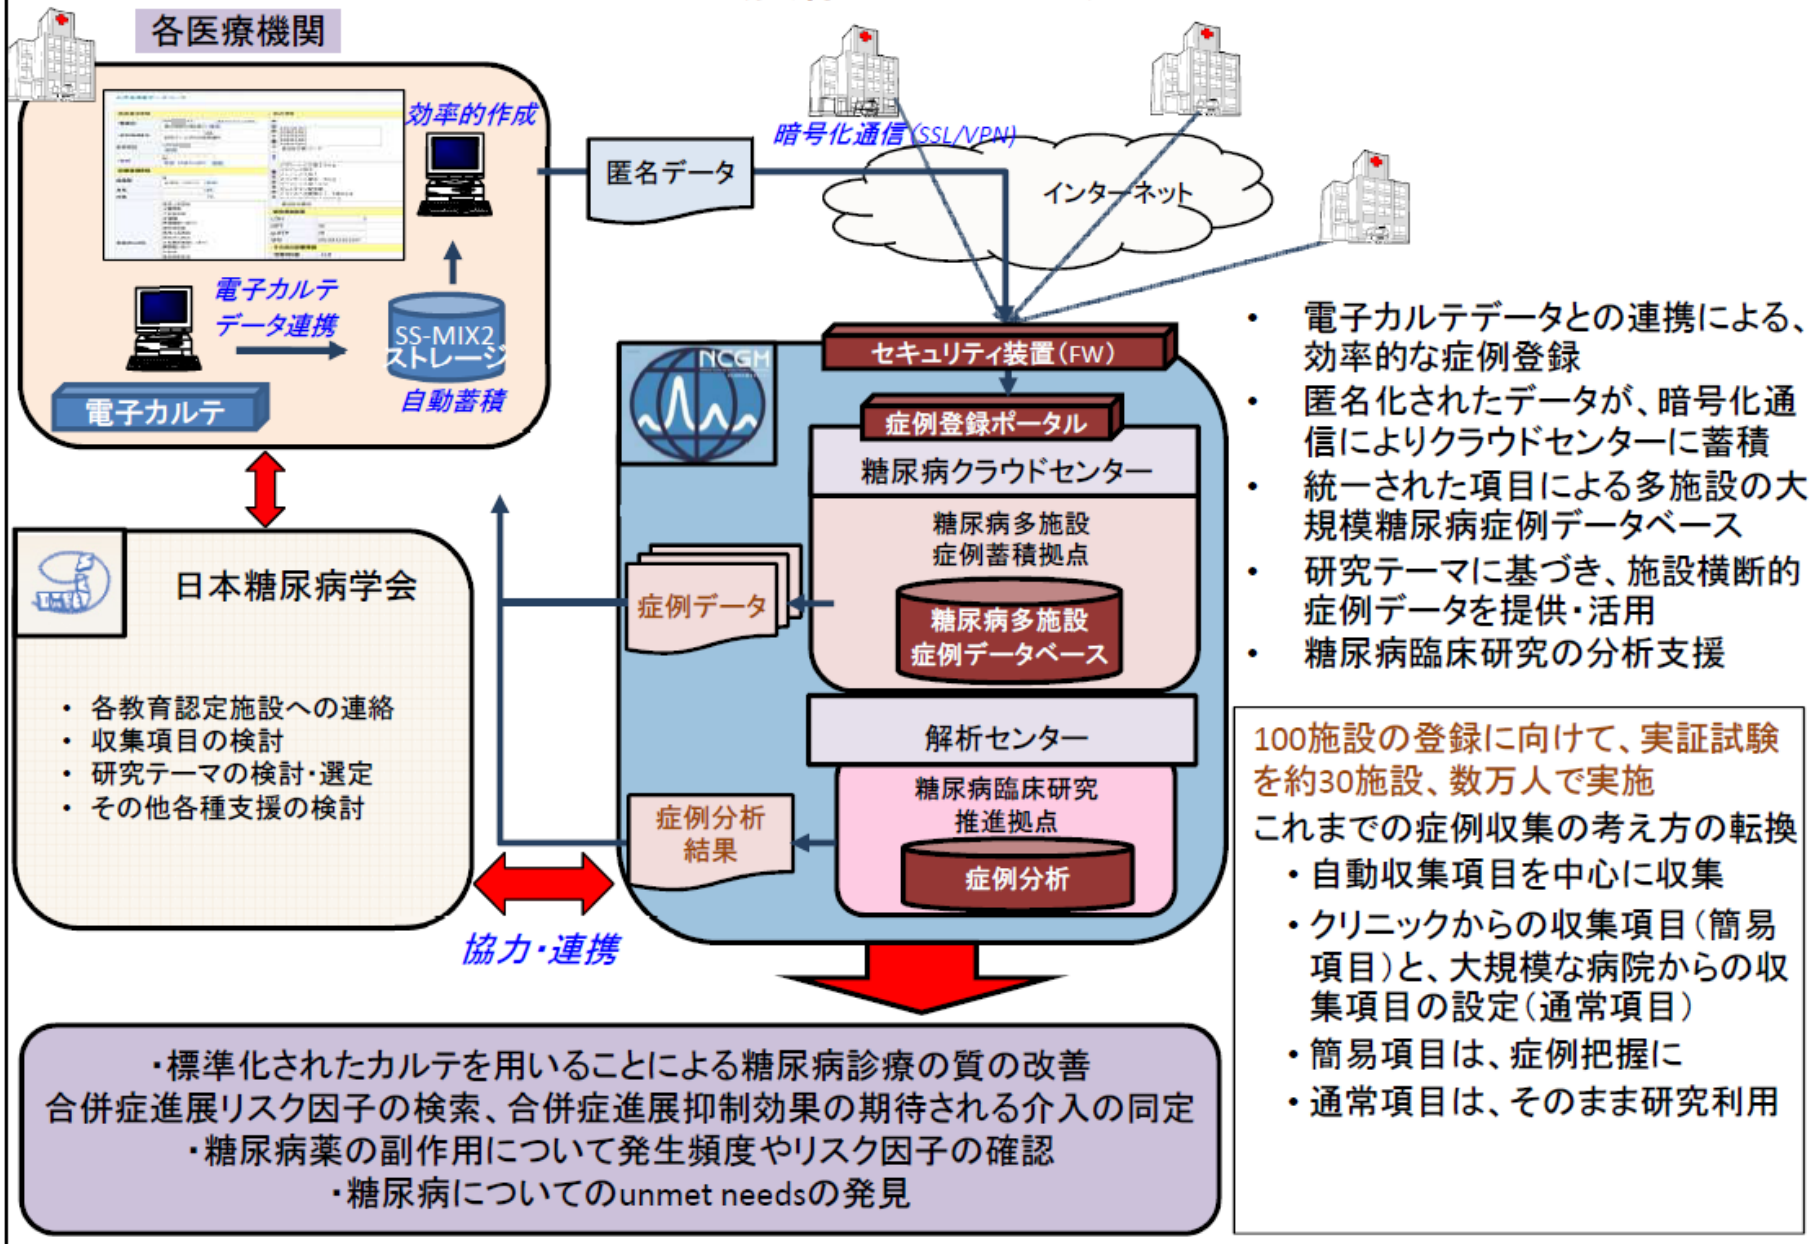 各医療機関
効率的作成
電子カルテ
データ連携
SS-MIX2
ストレージ
自動蓄積
電子カルテ
匿名データ
暗号化通信(SSL/VPN)
インターネット
セキュリティ装置(FW)
NCGM
症例登録ポータル
糖尿病クラウドセンター
糖尿病多施設
症例蓄積拠点
糖尿病多施設
症例データベース
症例データ
解析センター
糖尿病臨床研究
推進拠点
症例分析
症例分析
結果
日本糖尿病学会
・各教育認定施設への連絡
・収集項目の検討
・研究テーマの検討・選定
・その他各種支援の検討
協力・連携
・電子カルテデータとの連携による、
効率的な症例登録
・匿名化されたデータが、暗号化通
信によりクラウドセンターに蓄積
・統一された項目による多施設の大
規模糖尿病症例データベース
・研究テーマに基づき、施設横断的
症例データを提供・活用
・糖尿病臨床研究の分析支援
100施設の登録に向けて、実証試験
を約30施設、数万人で実施
これまでの症例収集の考え方の転換
・自動収集項目を中心に収集
・クリニックからの収集項目(簡易
項目)と、大規模な病院からの収
集項目の設定(通常項目)
・簡易項目は、症例把握に
・通常項目は、そのまま研究利用
・標準化されたカルテを用いることによる糖尿病診療の質の改善
合併症進展リスク因子の検索、合併症進展抑制効果の期待される介入の同定
・糖尿病薬の副作用について発生頻度やリスク因子の確認
・糖尿病についてのunmet needsの発見